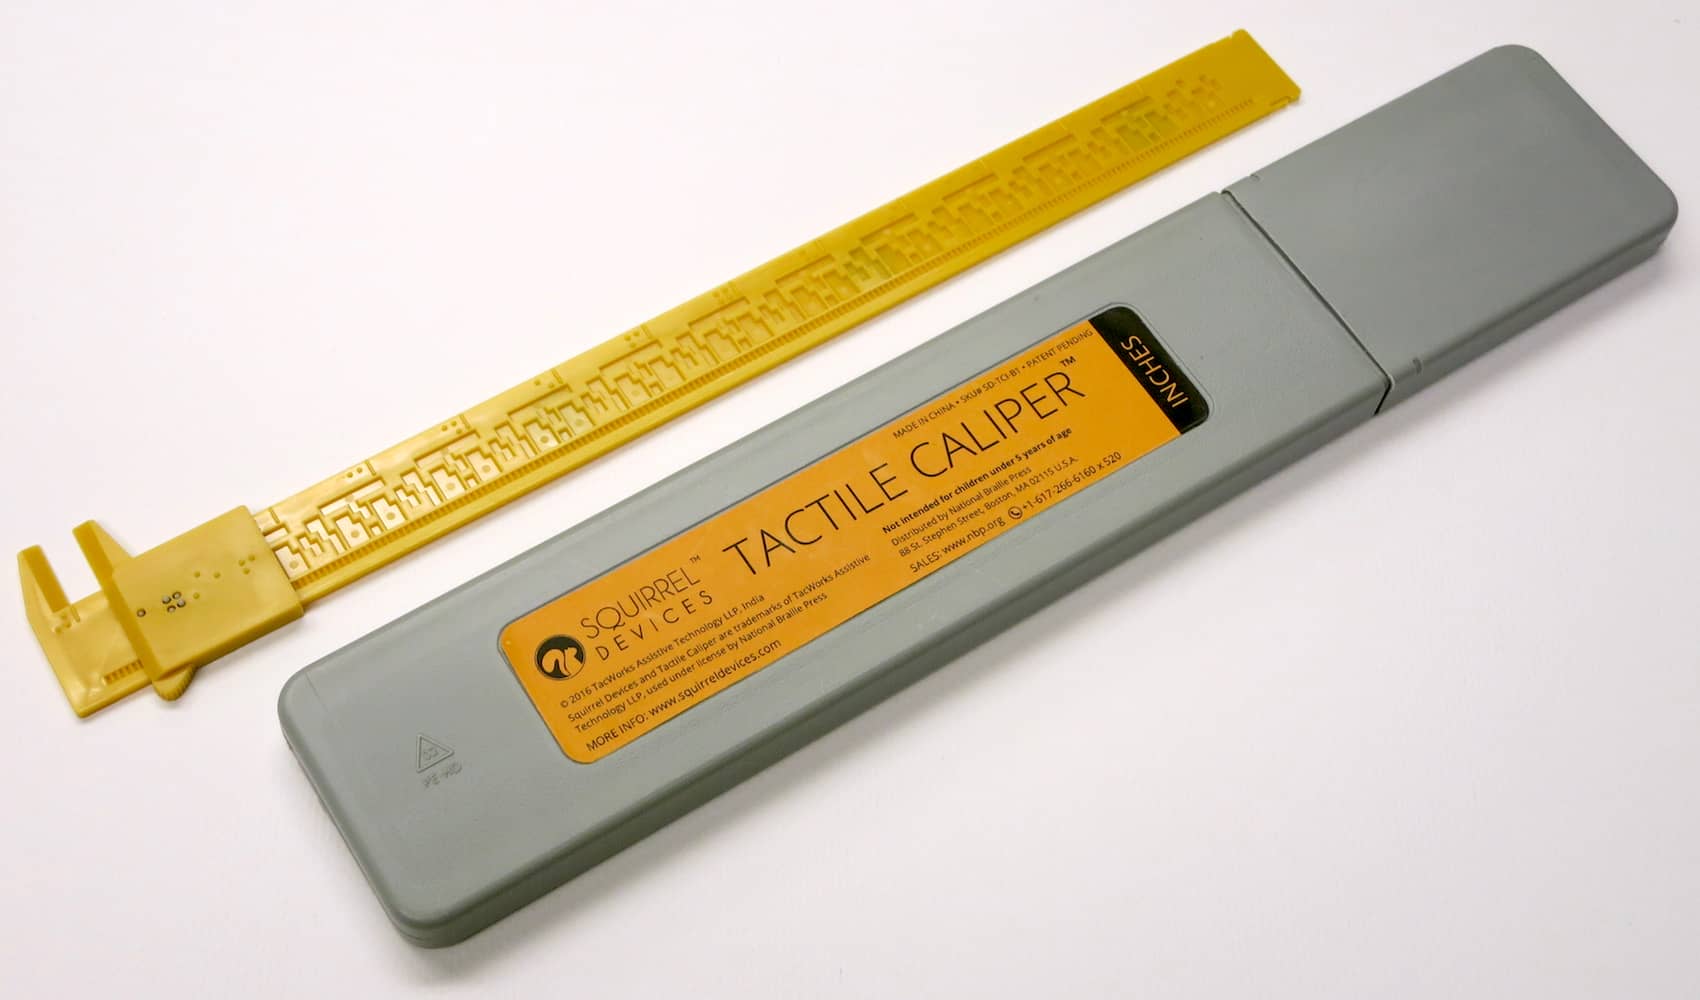 MADE IN CHINA • SKU# SD-TCI-B1 • PATENT PENDING
INCHES
SQUIRREL™
DEVICES
TACTILE CALIPER™
© 2016 TacWorks Assistive Technology LLP, India
Squirrel Devices and Tactile Caliper are trademarks of TacWorks Assistive
Technology LLP, used under license by National Braille Press
MORE INFO: www.squirreldevices.com
Not intended for children under 5 years of age
Distributed by National Braille Press
88 St. Stephen Street, Boston, MA 02115 U.S.A.
SALES: www.nbp.org +1-617-266-6160 x 520
PE-HD